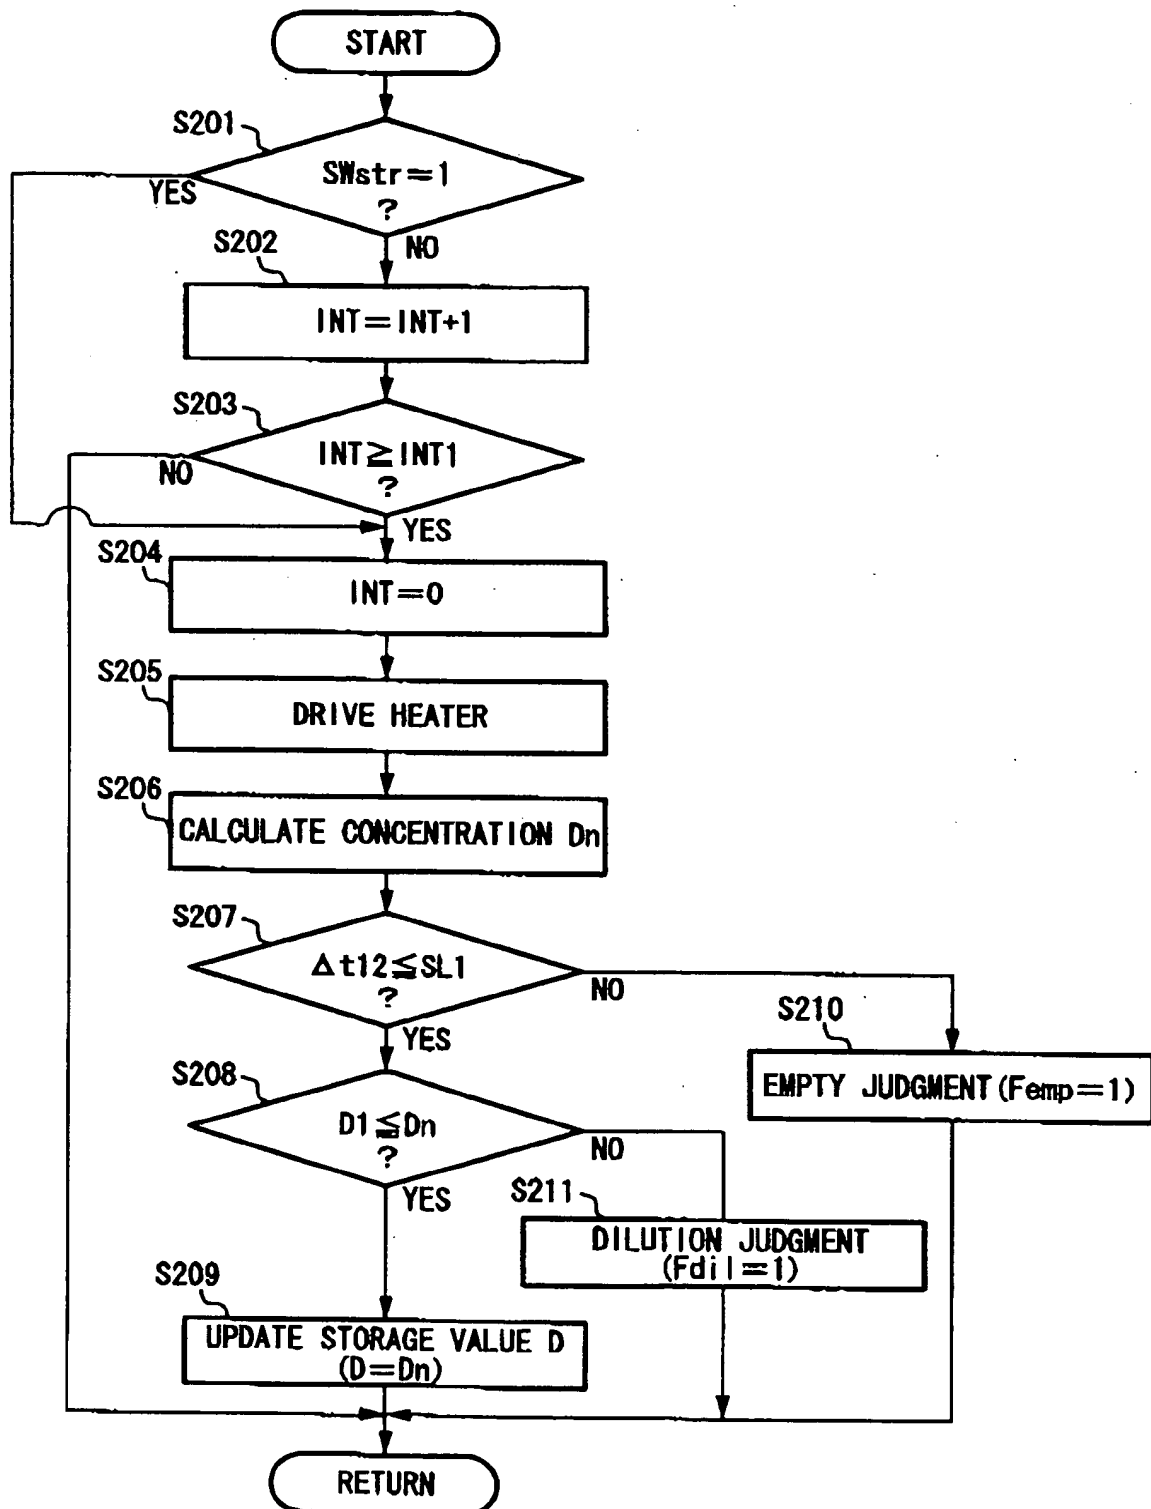 START
S201
SWstr=1
?
YES
NO
S202
INT=INT+1
S203
INT≧INT1
?
NO
YES
S204
INT=0
S205
DRIVE HEATER
S206
CALCULATE CONCENTRATION Dn
S207
Δt12≦SL1
?
NO
YES
S210
EMPTY JUDGMENT(Femp=1)
S208
D1≦Dn
?
NO
YES
S211
DILUTION JUDGMENT
(Fdil=1)
S209
UPDATE STORAGE VALUE D
(D=Dn)
RETURN